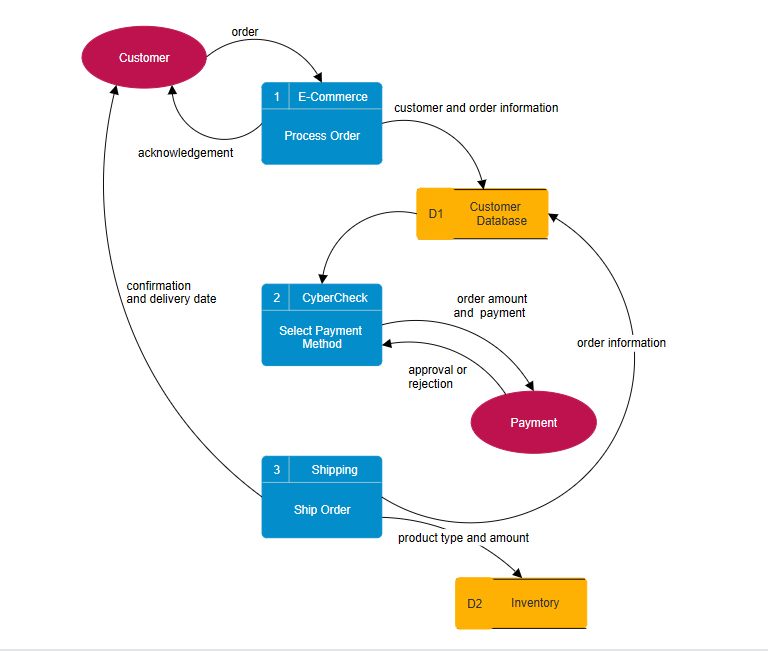 order
Customer
1 E-Commerce
customer and order information
Process Order
acknowledgement
D1
Customer
Database
confirmation
and delivery date
2 CyberCheck
order amount
and payment
Select Payment
Method
order information
approval or
rejection
Payment
3 Shipping
Ship Order
product type and amount
D2 Inventory